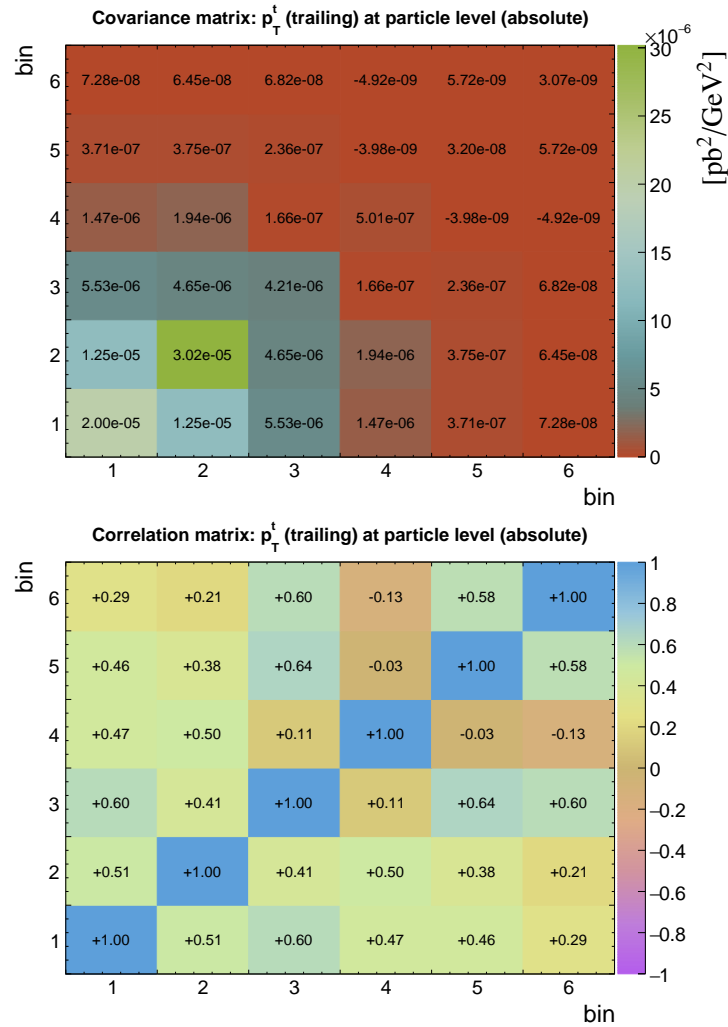 Covariance matrix: p_T^t (trailing) at particle level (absolute)
bin
×10⁻⁶
[pb²/GeV²]
6 7.28e-08 6.45e-08 6.82e-08 -4.92e-09 5.72e-09 3.07e-09
5 3.71e-07 3.75e-07 2.36e-07 -3.98e-09 3.20e-08 5.72e-09
4 1.47e-06 1.94e-06 1.66e-07 5.01e-07 -3.98e-09 -4.92e-09
3 5.53e-06 4.65e-06 4.21e-06 1.66e-07 2.36e-07 6.82e-08
2 1.25e-05 3.02e-05 4.65e-06 1.94e-06 3.75e-07 6.45e-08
1 2.00e-05 1.25e-05 5.53e-06 1.47e-06 3.71e-07 7.28e-08
1 2 3 4 5 6
bin
30
25
20
15
10
5
0
Correlation matrix: p_T^t (trailing) at particle level (absolute)
bin
6 +0.29 +0.21 +0.60 -0.13 +0.58 +1.00
5 +0.46 +0.38 +0.64 -0.03 +1.00 +0.58
4 +0.47 +0.50 +0.11 +1.00 -0.03 -0.13
3 +0.60 +0.41 +1.00 +0.11 +0.64 +0.60
2 +0.51 +1.00 +0.41 +0.50 +0.38 +0.21
1 +1.00 +0.51 +0.60 +0.47 +0.46 +0.29
1 2 3 4 5 6
bin
1
0.8
0.6
0.4
0.2
0
−0.2
−0.4
−0.6
−0.8
−1